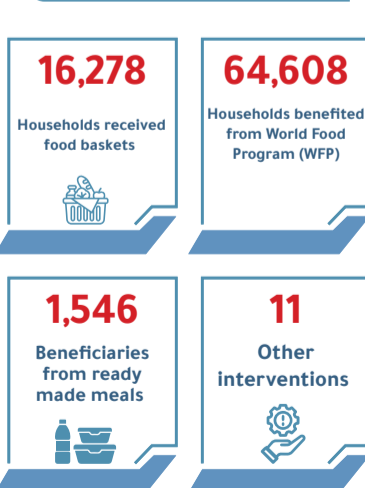 16,278
Households received
food baskets
64,608
Households benefited
from World Food
Program (WFP)
1,546
Beneficiaries
from ready
made meals
11
Other
interventions